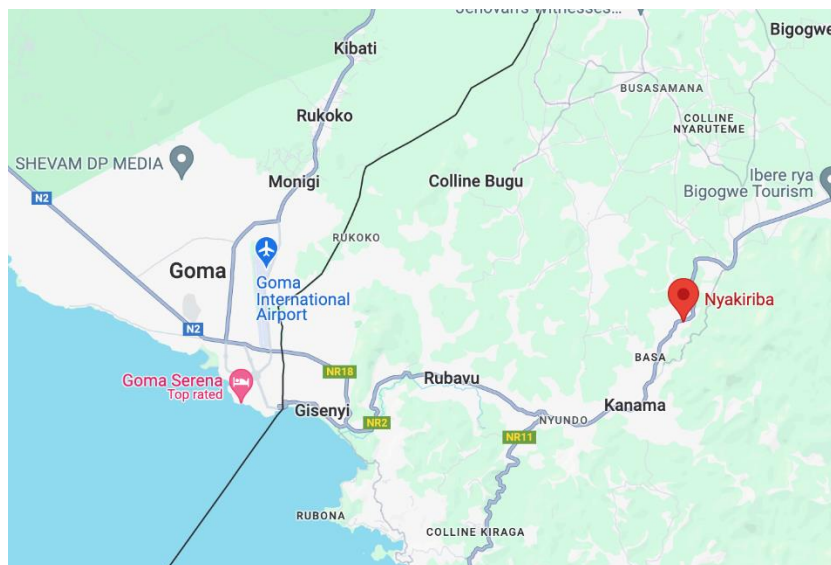 Jehovah's Witnesses...
Bigogwe
Kibati
BUSASAMANA
Rukoko
COLLINE
NYARUTEME
SHEVAM DP MEDIA
Ibere rya
Bigogwe Tourism
Monigi
Colline Bugu
N2
RUKOKO
Goma
Goma
International
Airport
Nyakiriba
N2
BASA
NR18
Goma Serena
Top rated
Rubavu
Gisenyi
Kanama
NR2
NYUNDO
NR11
RUBONA
COLLINE KIRAGA